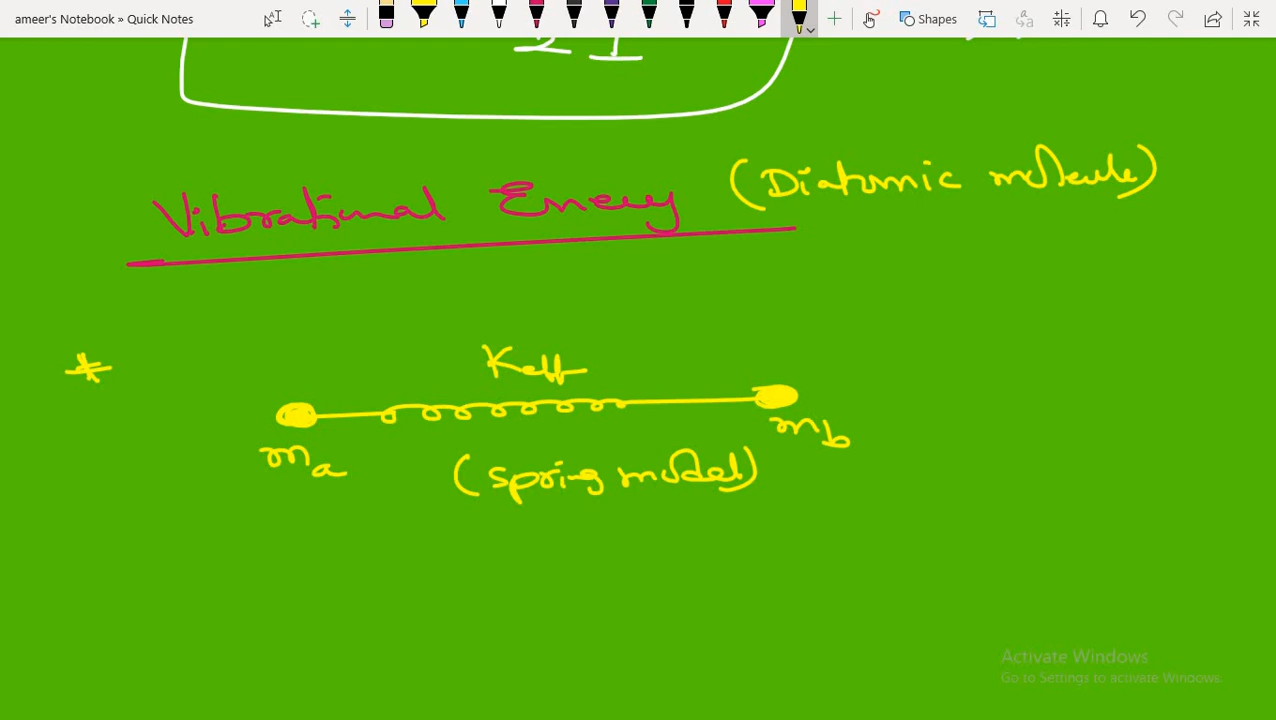 ameer's Notebook » Quick Notes
Shapes
2 I
Vibrational Energy (Diatomic molecule)
* Keff
ma mb
(spring model)
Activate Windows
Go to Settings to activate Windows.